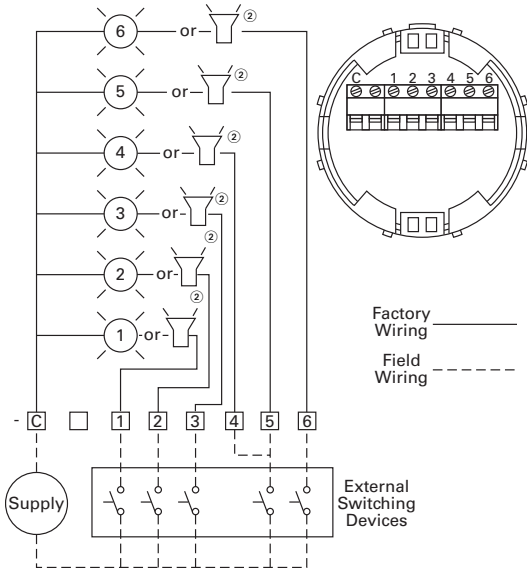 6 or ②
5 or ②
4 or ②
3 or ②
2 or ②
1 or ②
C 1 2 3 4 5 6
Factory
Wiring
Field
Wiring
- C 1 2 3 4 5 6
Supply
External
Switching
Devices